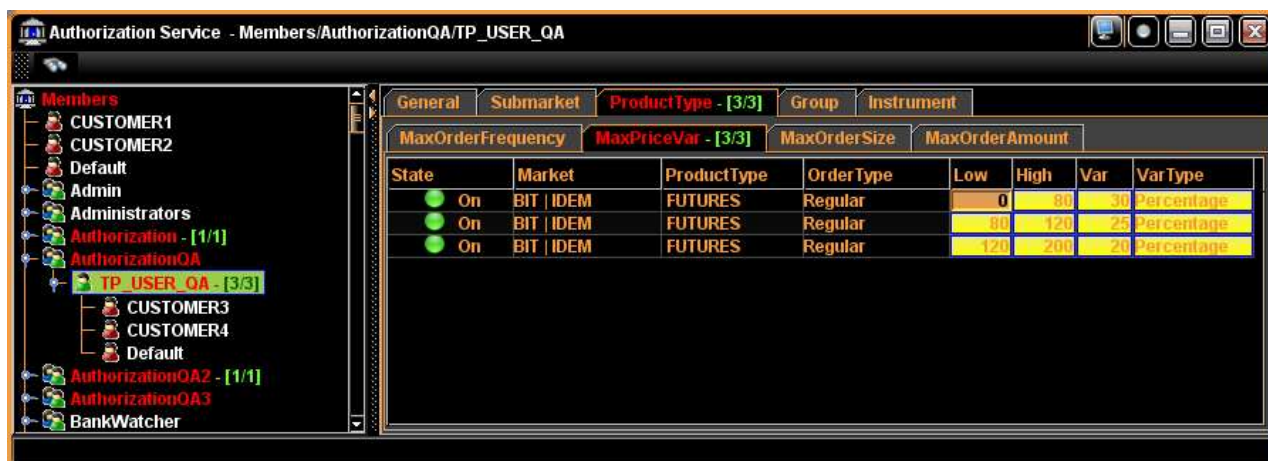 Authorization Service - Members/AuthorizationQA/TP_USER_QA
Members
CUSTOMER1
CUSTOMER2
Default
Admin
Administrators
Authorization - [1/1]
AuthorizationQA
TP_USER_QA - [3/3]
CUSTOMER3
CUSTOMER4
Default
AuthorizationQA2 - [1/1]
AuthorizationQA3
BankWatcher
General Submarket ProductType - [3/3] Group Instrument
MaxOrderFrequency MaxPriceVar - [3/3] MaxOrderSize MaxOrderAmount
State Market ProductType OrderType Low High Var VarType
On BIT | IDEM FUTURES Regular 0 80 30 Percentage
On BIT | IDEM FUTURES Regular 80 120 25 Percentage
On BIT | IDEM FUTURES Regular 120 200 20 Percentage